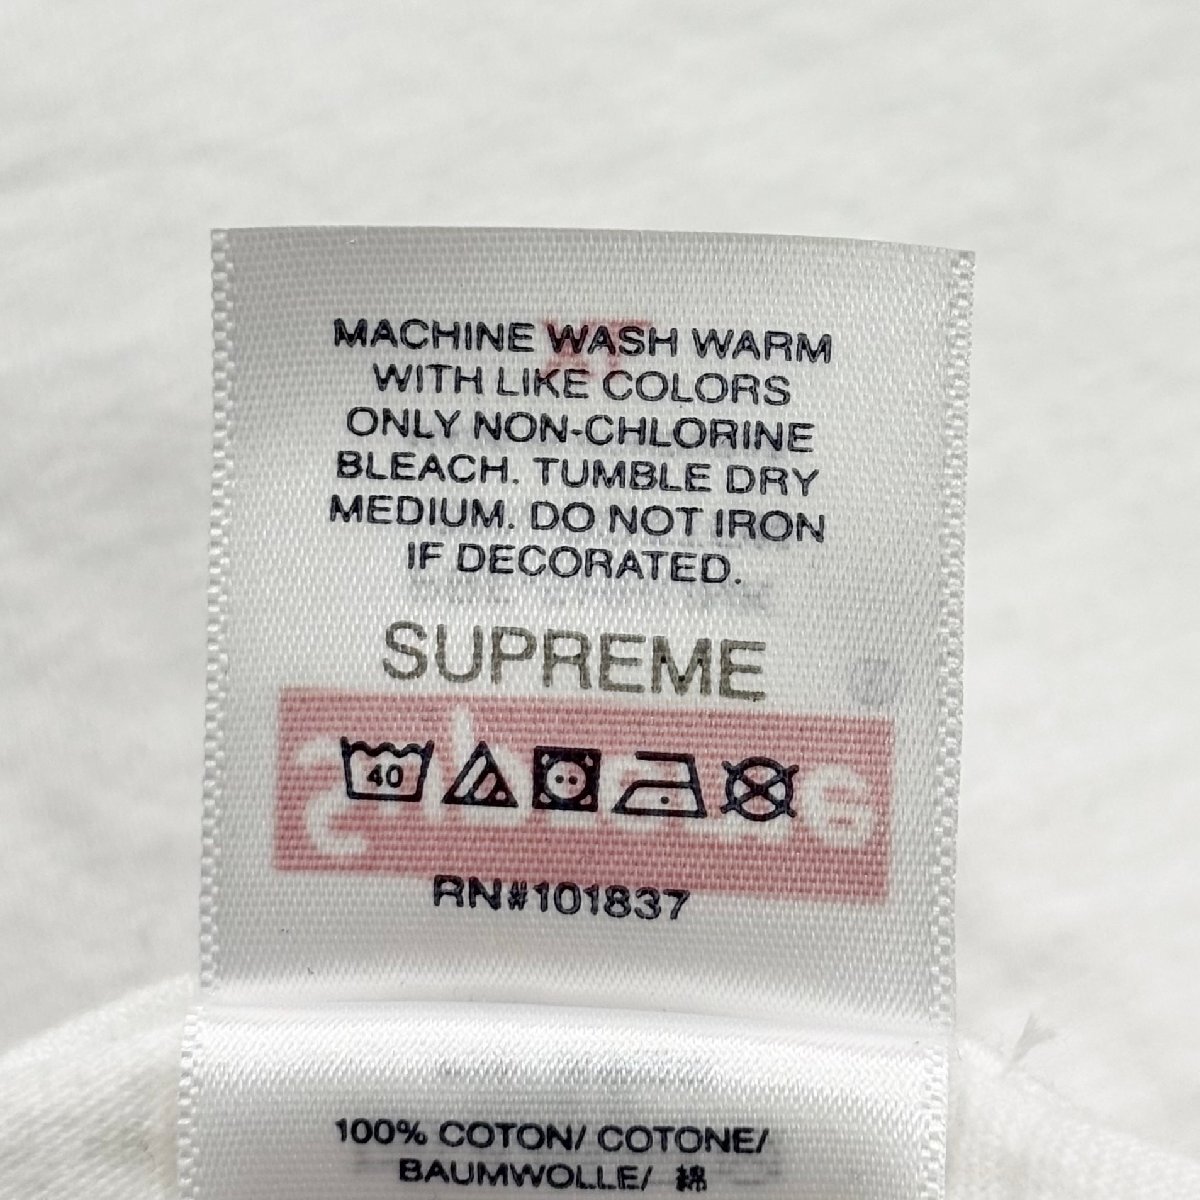 MACHINE WASH WARM
WITH LIKE COLORS
ONLY NON-CHLORINE
BLEACH. TUMBLE DRY
MEDIUM. DO NOT IRON
IF DECORATED.
SUPREME
40
RN#101837
100% COTON/ COTONE/
BAUMWOLLE/ 綿